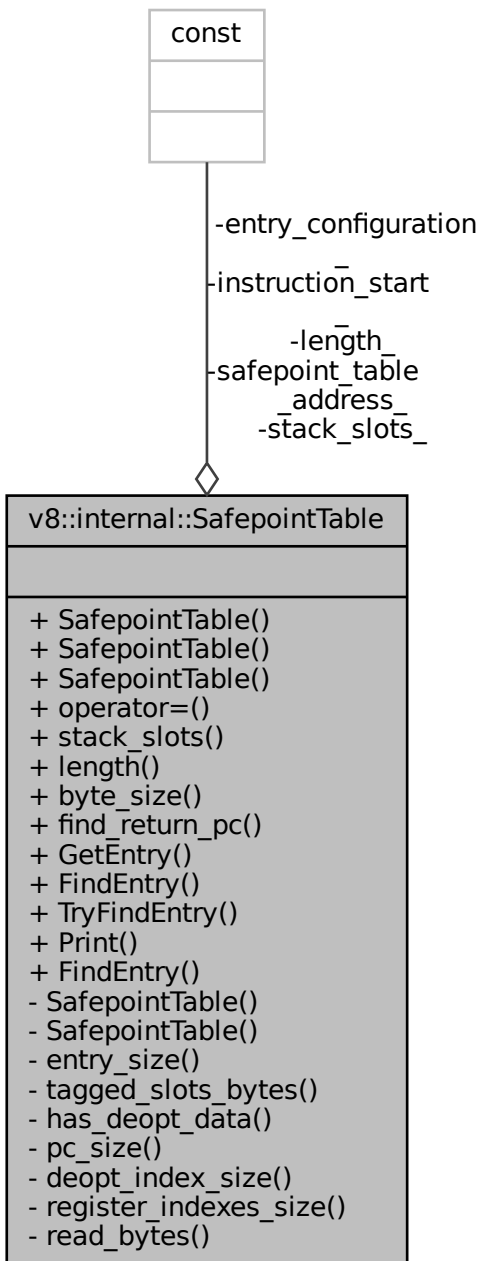 const
-entry_configuration
_
-instruction_start
_
-length_
-safepoint_table
_address_
-stack_slots_
v8::internal::SafepointTable
+ SafepointTable()
+ SafepointTable()
+ SafepointTable()
+ operator=()
+ stack_slots()
+ length()
+ byte_size()
+ find_return_pc()
+ GetEntry()
+ FindEntry()
+ TryFindEntry()
+ Print()
+ FindEntry()
- SafepointTable()
- SafepointTable()
- entry_size()
- tagged_slots_bytes()
- has_deopt_data()
- pc_size()
- deopt_index_size()
- register_indexes_size()
- read_bytes()